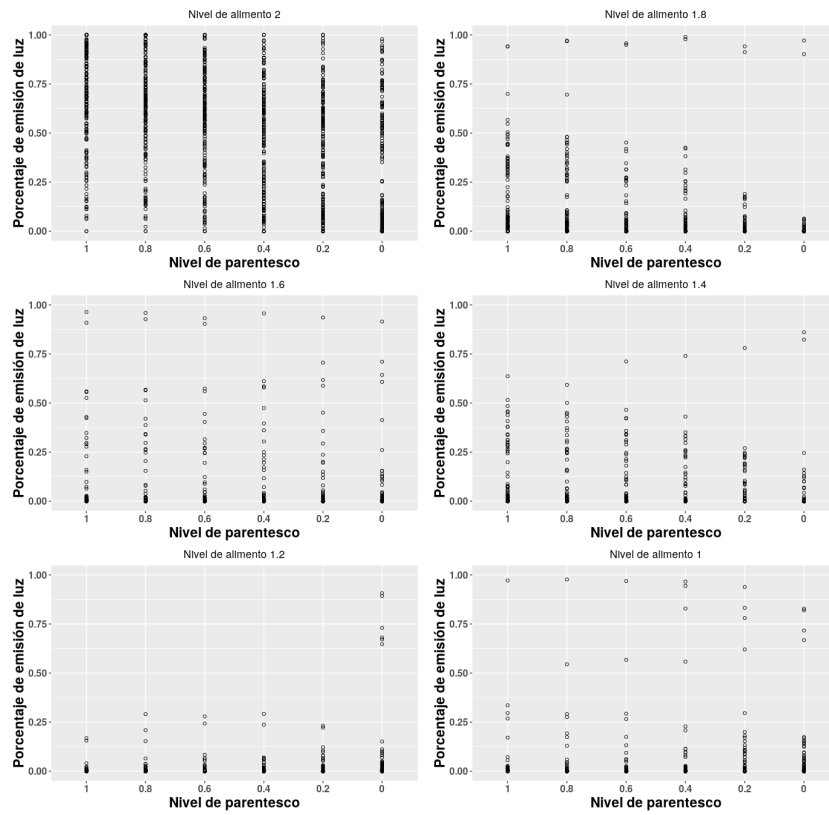 Nivel de alimento 2
Porcentaje de emisión de luz
1.00
0.75
0.50
0.25
0.00
1 0.8 0.6 0.4 0.2 0
Nivel de parentesco
Nivel de alimento 1.8
Porcentaje de emisión de luz
1.00
0.75
0.50
0.25
0.00
1 0.8 0.6 0.4 0.2 0
Nivel de parentesco
Nivel de alimento 1.6
Porcentaje de emisión de luz
1.00
0.75
0.50
0.25
0.00
1 0.8 0.6 0.4 0.2 0
Nivel de parentesco
Nivel de alimento 1.4
Porcentaje de emisión de luz
1.00
0.75
0.50
0.25
0.00
1 0.8 0.6 0.4 0.2 0
Nivel de parentesco
Nivel de alimento 1.2
Porcentaje de emisión de luz
1.00
0.75
0.50
0.25
0.00
1 0.8 0.6 0.4 0.2 0
Nivel de parentesco
Nivel de alimento 1
Porcentaje de emisión de luz
1.00
0.75
0.50
0.25
0.00
1 0.8 0.6 0.4 0.2 0
Nivel de parentesco